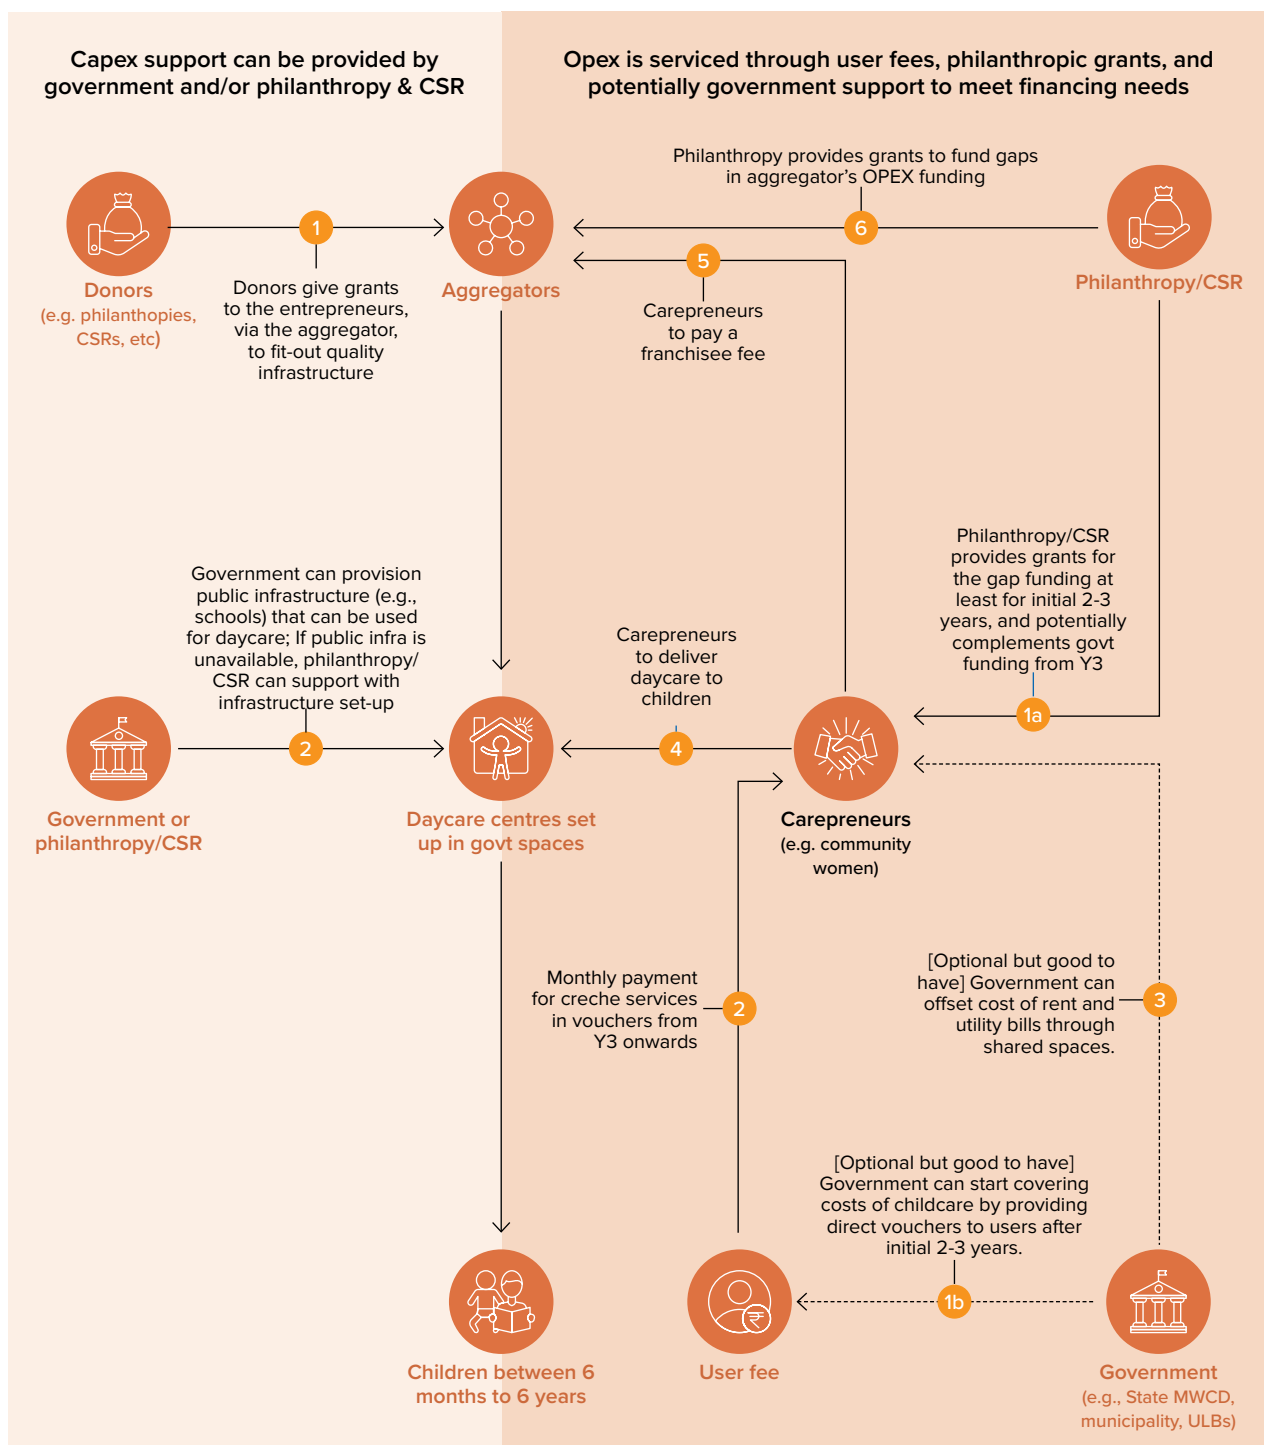 Capex support can be provided by
government and/or philanthropy & CSR
Opex is serviced through user fees, philanthropic grants, and
potentially government support to meet financing needs
Philanthropy provides grants to fund gaps
in aggregator's OPEX funding
1
6
5
Donors
(e.g. philanthopies,
CSRs, etc)
Donors give grants
to the entrepreneurs,
via the aggregator,
to fit-out quality
infrastructure
Aggregators
Carepreneurs
to pay a
franchisee fee
Philanthropy/CSR
Government can provision
public infrastructure (e.g.,
schools) that can be used
for daycare; If public infra is
unavailable, philanthropy/
CSR can support with
infrastructure set-up
Carepreneurs
to deliver
daycare to
children
Philanthropy/CSR
provides grants for
the gap funding at
least for initial 2-3
years, and potentially
complements govt
funding from Y3
1a
2
4
Government or
philanthropy/CSR
Daycare centres set
up in govt spaces
Carepreneurs
(e.g. community
women)
Monthly payment
for creche services
in vouchers from
Y3 onwards
2
[Optional but good to
have] Government can
offset cost of rent and
utility bills through
shared spaces.
3
[Optional but good to have]
Government can start covering
costs of childcare by providing
direct vouchers to users after
initial 2-3 years.
1b
₹
Children between 6
months to 6 years
User fee
Government
(e.g., State MWCD,
municipality, ULBs)